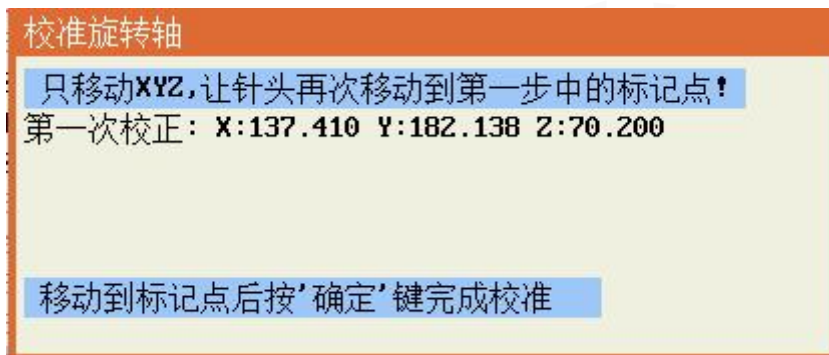 校准旋转轴
只移动XYZ,让针头再次移动到第一步中的标记点!
第一次校正: X:137.410 Y:182.138 Z:70.200
移动到标记点后按'确定'键完成校准